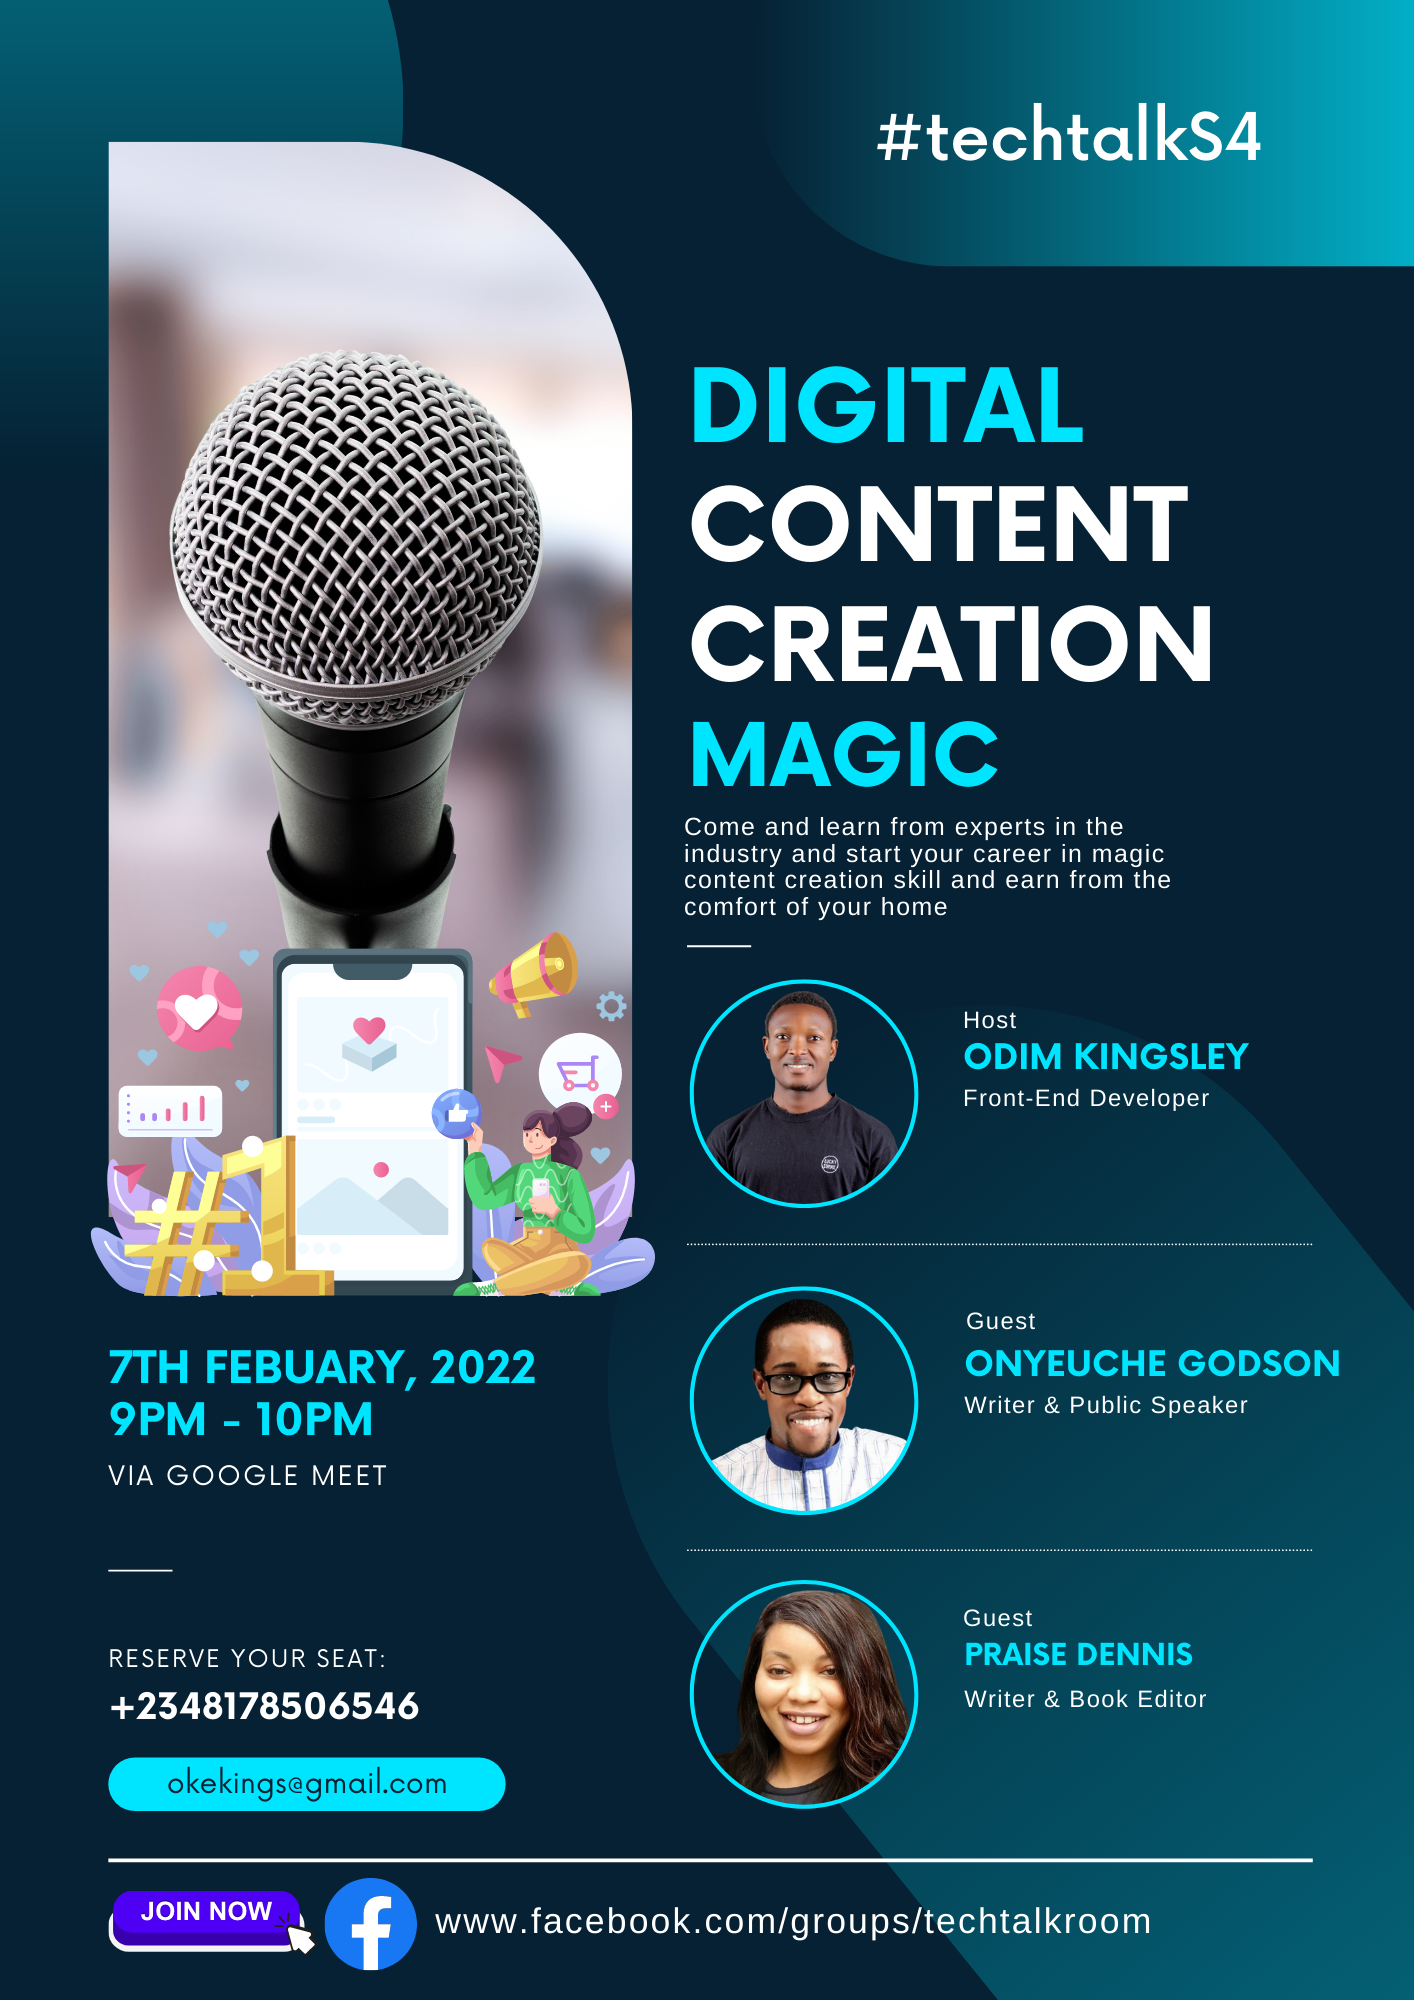 #techtalkS4
DIGITAL
CONTENT
CREATION
MAGIC
Come and learn from experts in the
industry and start your career in magic
content creation skill and earn from the
comfort of your home
Host
ODIM KINGSLEY
Front-End Developer
Guest
ONYEUCHE GODSON
Writer & Public Speaker
Guest
PRAISE DENNIS
Writer & Book Editor
#1
7TH FEBUARY, 2022
9PM - 10PM
VIA GOOGLE MEET
RESERVE YOUR SEAT:
+2348178506546
okekings@gmail.com
JOIN NOW
www.facebook.com/groups/techtalkroom